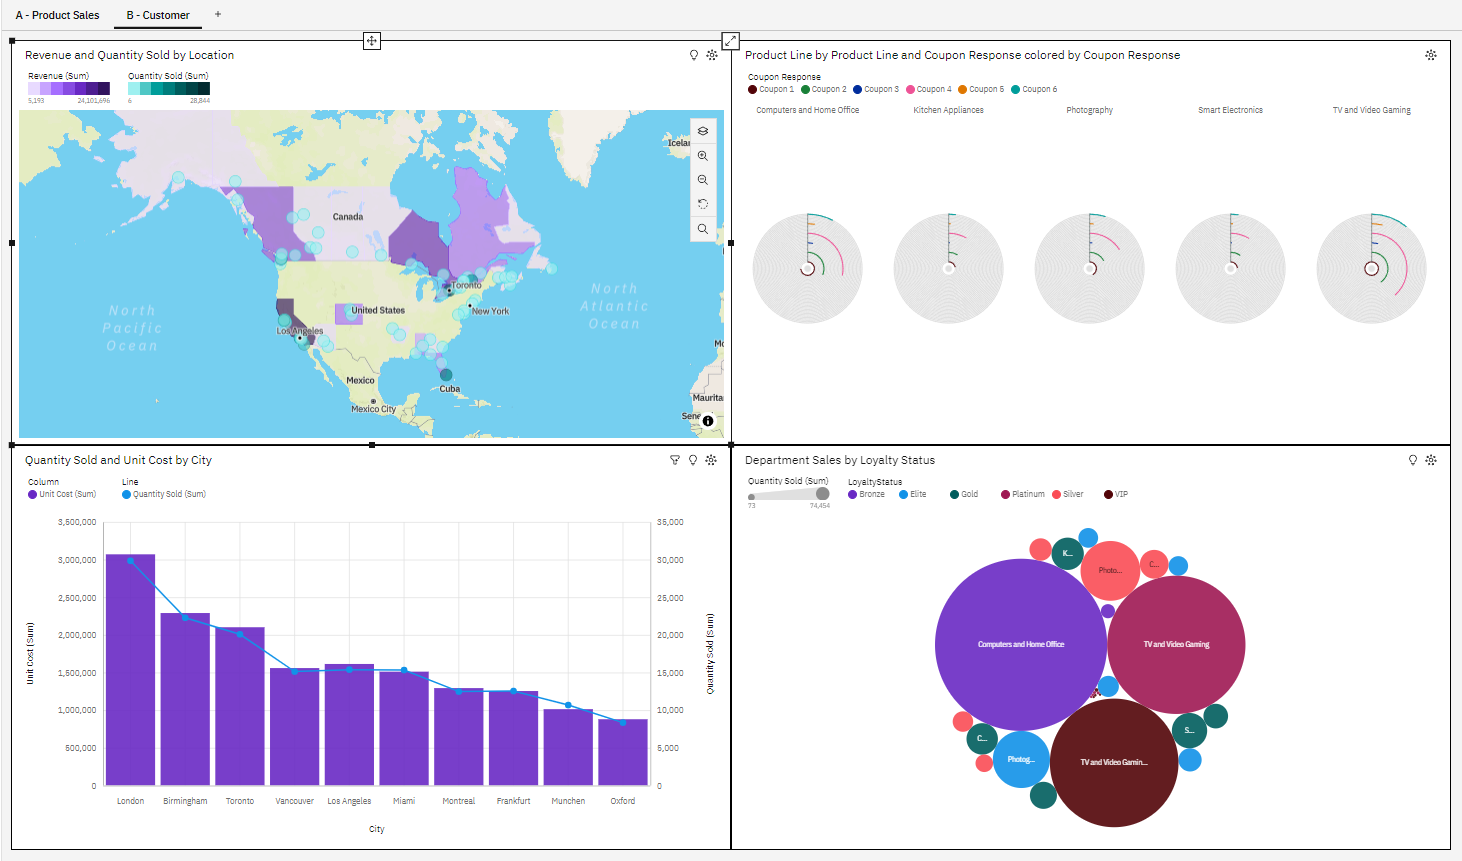 A - Product Sales
B - Customer
+
Revenue and Quantity Sold by Location
Revenue (Sum)
Quantity Sold (Sum)
5,193
24,101,696
6
28,844
Canada
United States
Toronto
New York
Los Angeles
Mexico
Mexico City
Cuba
North
Pacific
Ocean
North
Atlantic
Ocean
Icela
Mo
Maurita
Sene
Product Line by Product Line and Coupon Response colored by Coupon Response
Coupon Response
Coupon 1
Coupon 2
Coupon 3
Coupon 4
Coupon 5
Coupon 6
Computers and Home Office
Kitchen Appliances
Photography
Smart Electronics
TV and Video Gaming
Quantity Sold and Unit Cost by City
Column
Line
Unit Cost (Sum)
Quantity Sold (Sum)
3,500,000
3,000,000
2,500,000
2,000,000
1,500,000
1,000,000
500,000
0
35,000
30,000
25,000
20,000
15,000
10,000
5,000
0
Unit Cost (Sum)
Quantity Sold (Sum)
London
Birmingham
Toronto
Vancouver
Los Angeles
Miami
Montreal
Frankfurt
Munchen
Oxford
City
Department Sales by Loyalty Status
Quantity Sold (Sum)
73
74,454
LoyaltyStatus
Bronze
Elite
Gold
Platinum
Silver
VIP
K...
Photo...
C...
Computers and Home Office
TV and Video Gaming
C...
Photog...
TV and Video Gamin...
S...